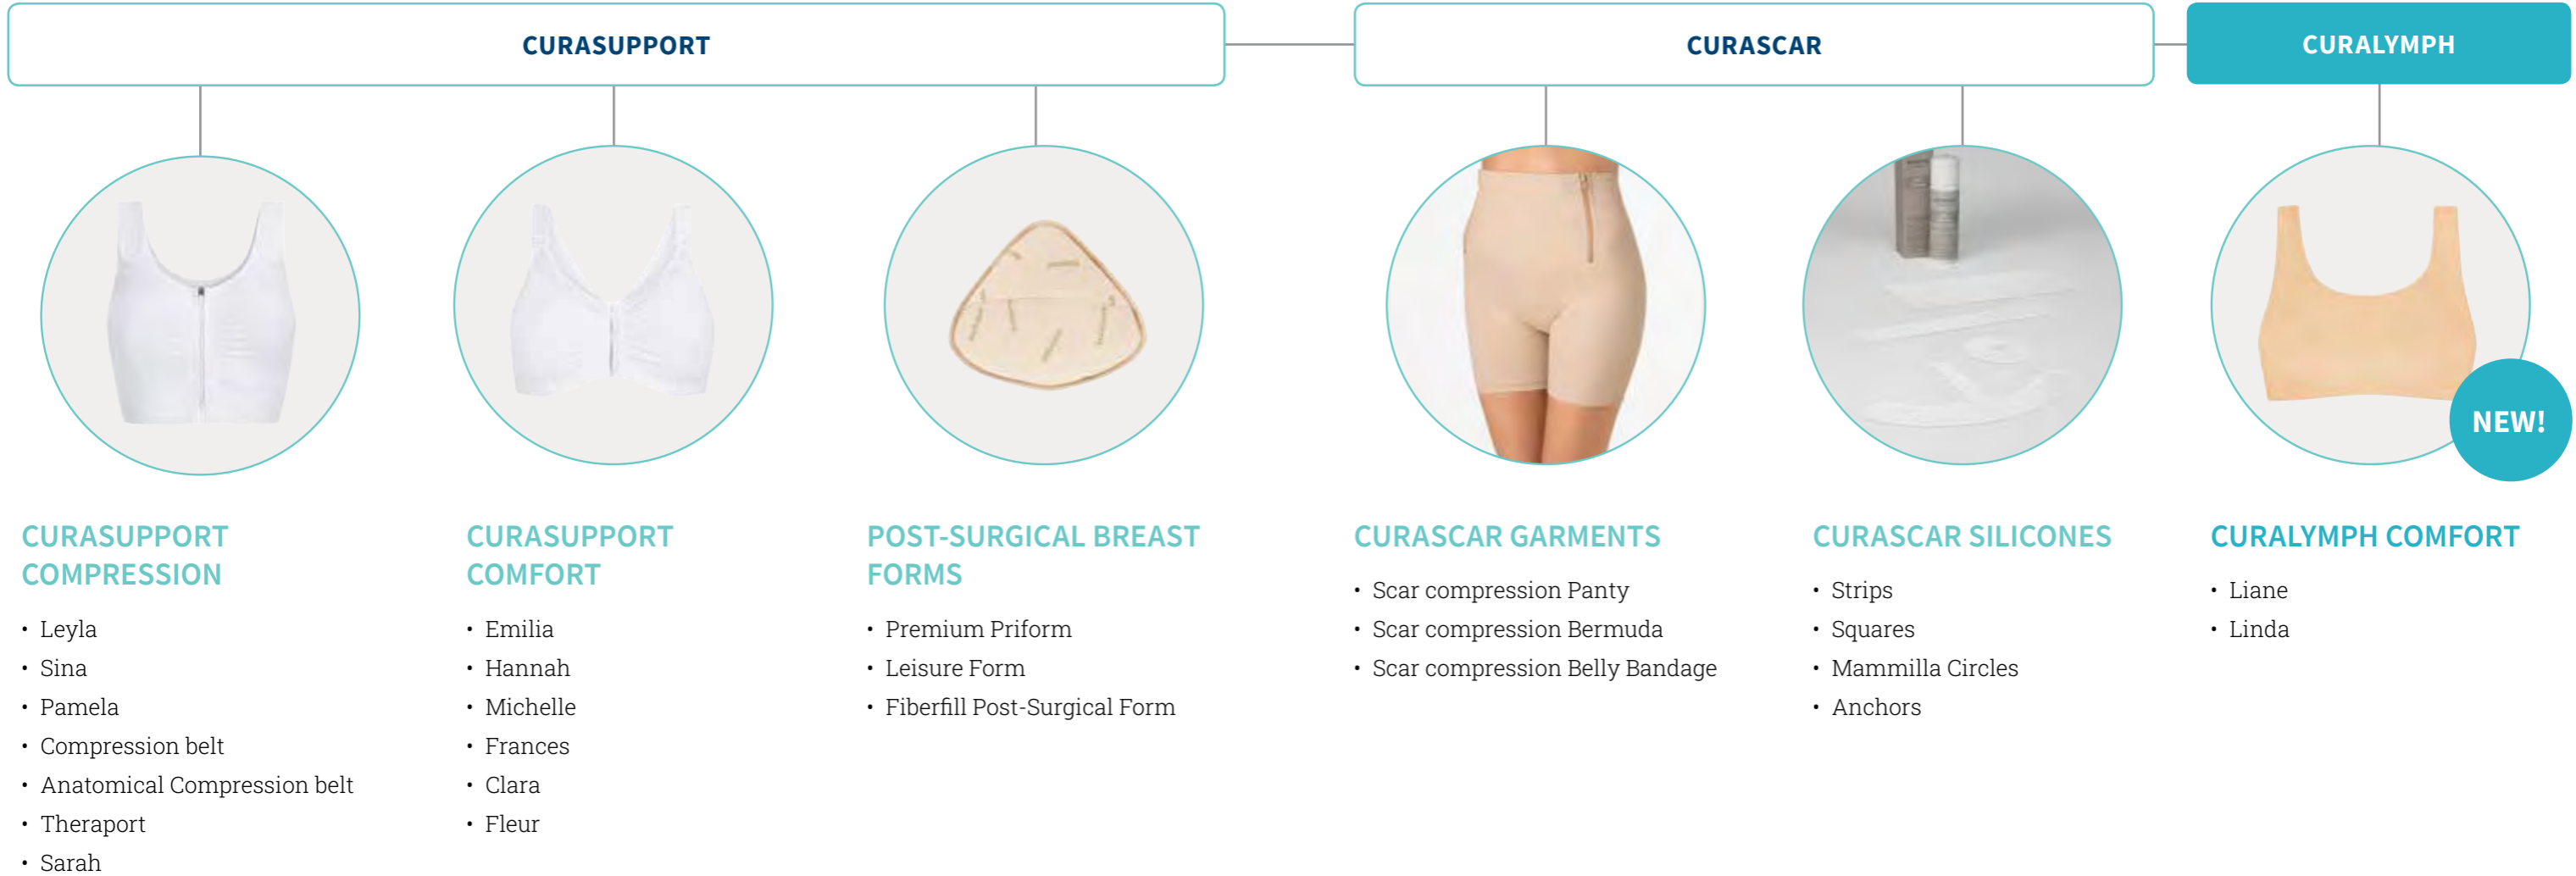 CURASUPPORT
CURASCAR
CURALYMPH
NEW!
CURASUPPORT
COMPRESSION
• Leyla
• Sina
• Pamela
• Compression belt
• Anatomical Compression belt
• Theraport
• Sarah
CURASUPPORT
COMFORT
• Emilia
• Hannah
• Michelle
• Frances
• Clara
• Fleur
POST-SURGICAL BREAST
FORMS
• Premium Priform
• Leisure Form
• Fiberfill Post-Surgical Form
CURASCAR GARMENTS
• Scar compression Panty
• Scar compression Bermuda
• Scar compression Belly Bandage
CURASCAR SILICONES
• Strips
• Squares
• Mammilla Circles
• Anchors
CURALYMPH COMFORT
• Liane
• Linda